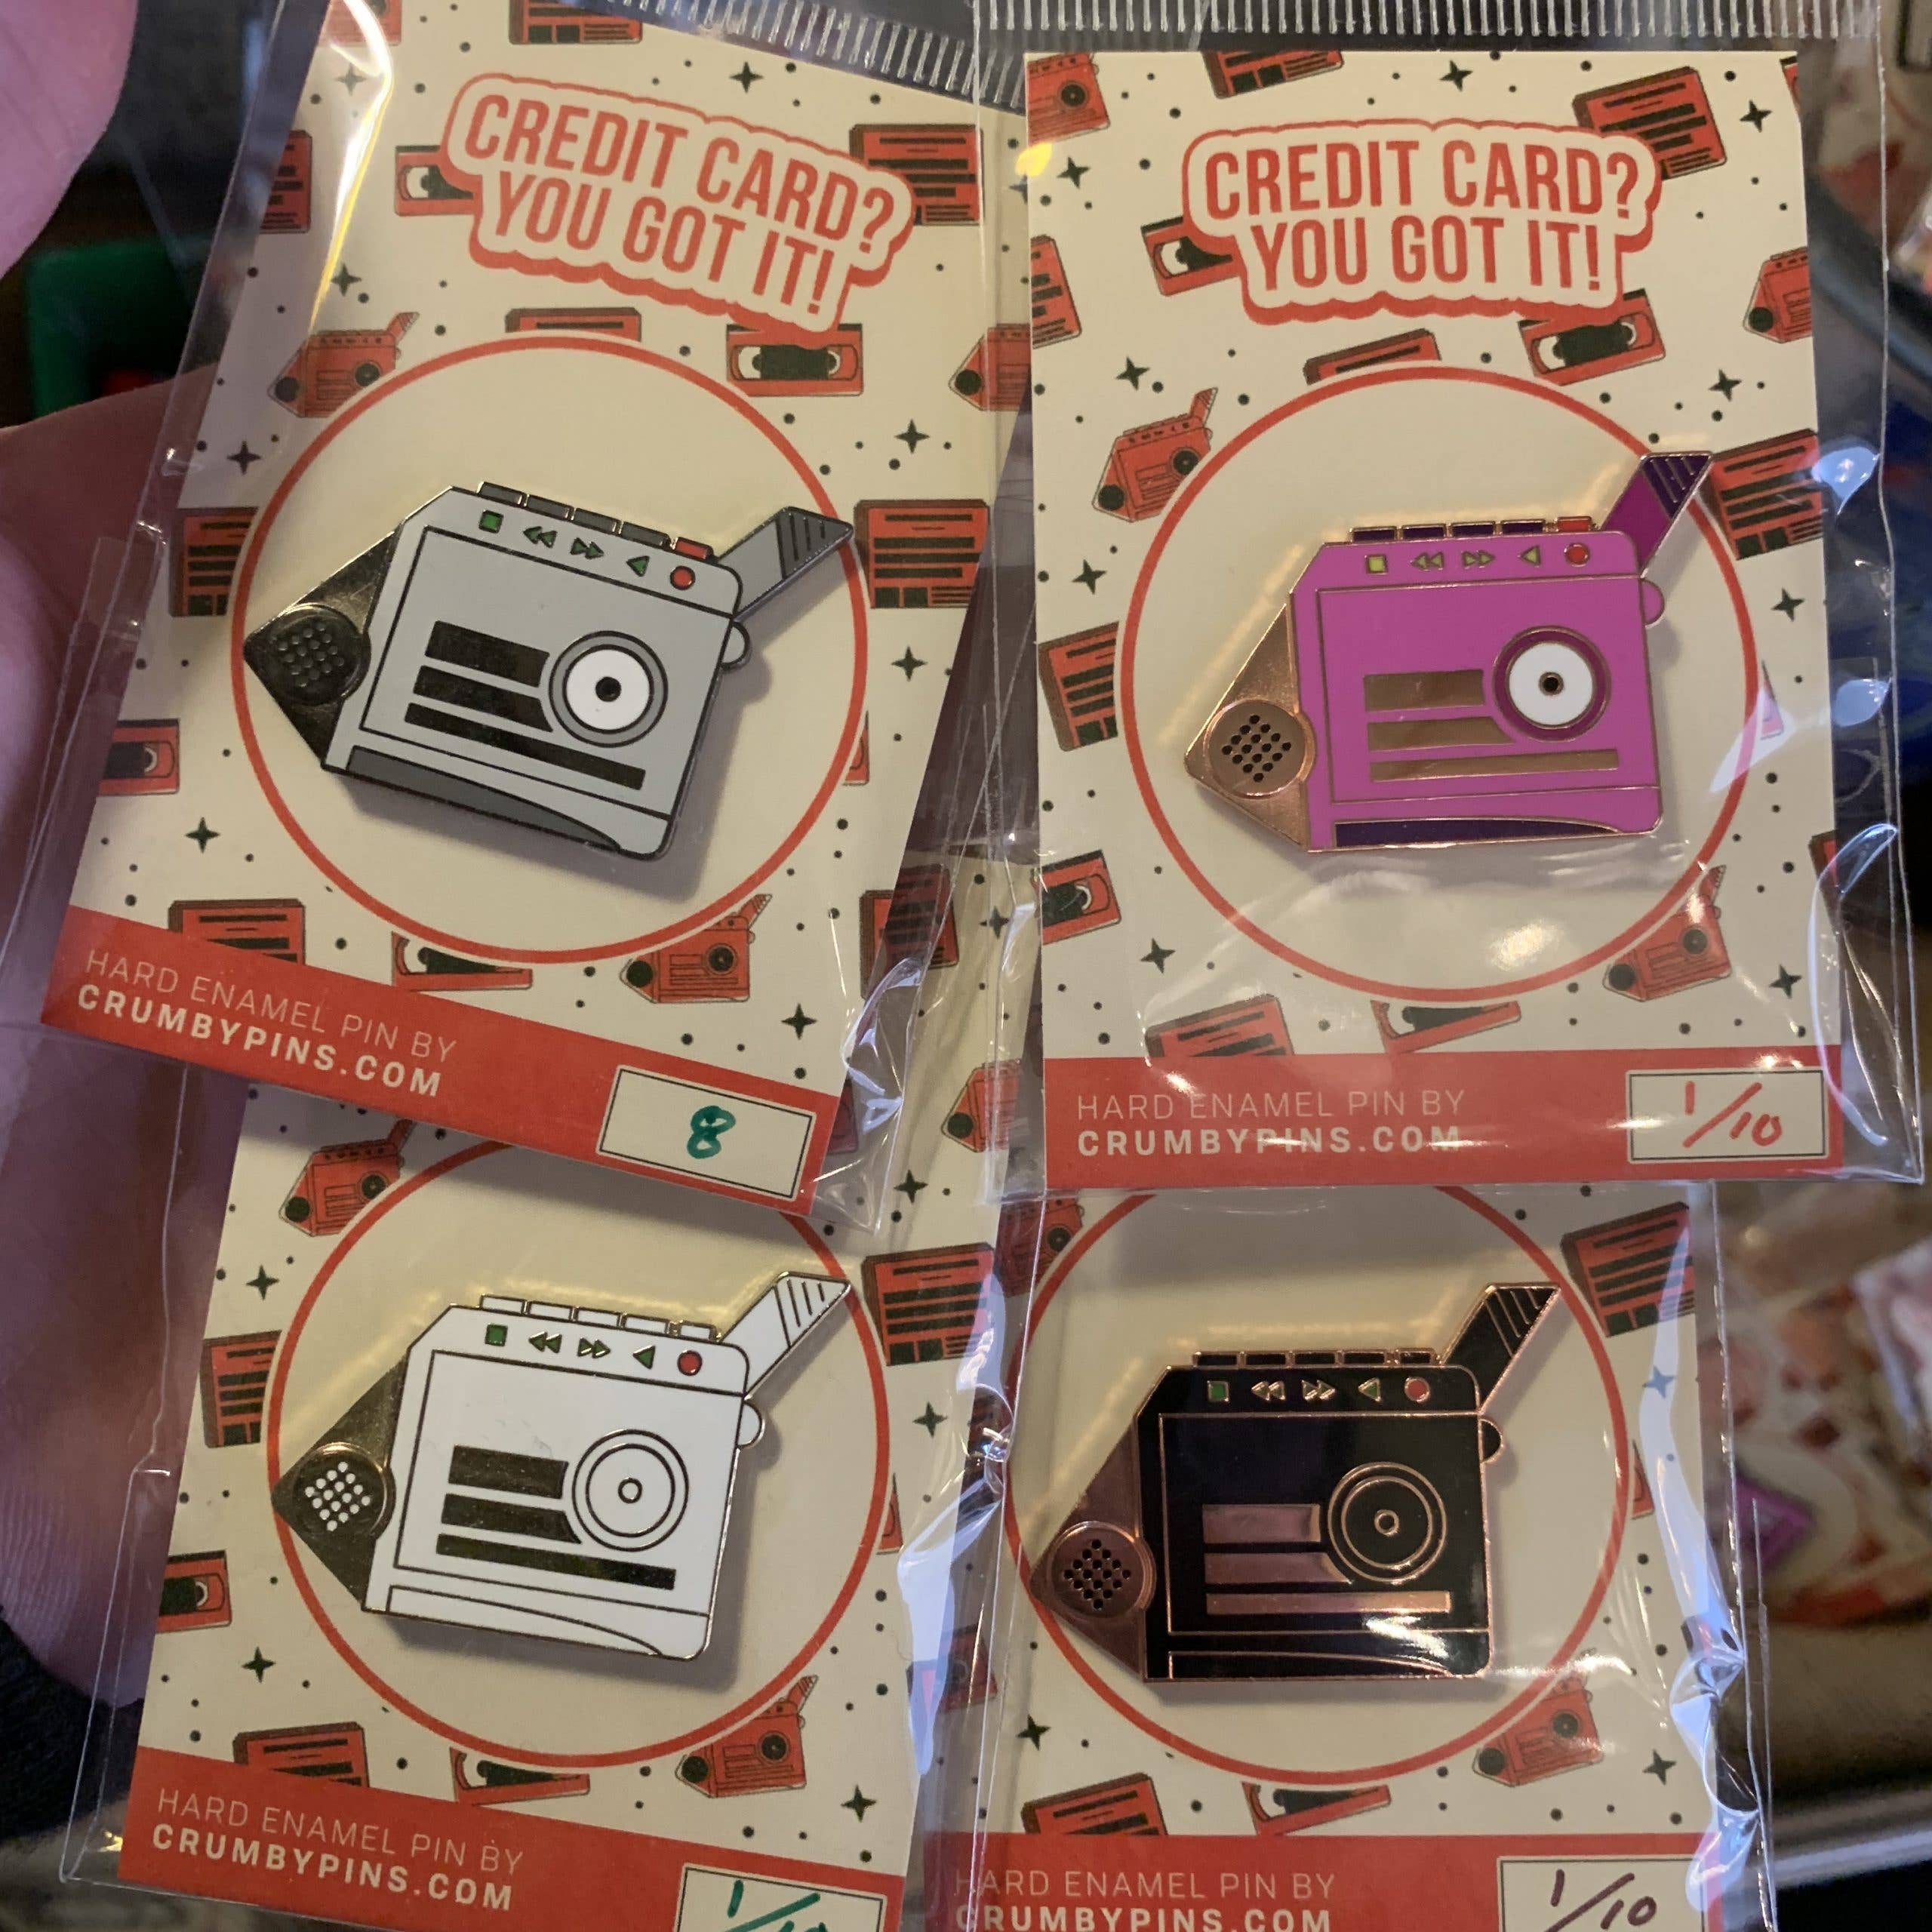 CREDIT CARD?
YOU GOT IT!
HARD ENAMEL PIN BY
CRUMBYPINS.COM
8
CREDIT CARD?
YOU GOT IT!
HARD ENAMEL PIN BY
CRUMBYPINS.COM
1/10
HARD ENAMEL PIN BY
CRUMBYPINS.COM
1/10
HARD ENAMEL PIN BY
CRUMBYPINS.COM
1/10